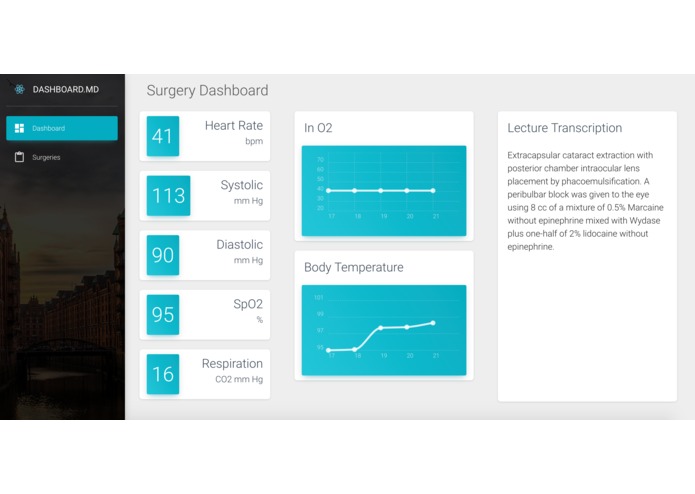 DASHBOARD.MD
Dashboard
Surgeries
Surgery Dashboard
41
Heart Rate
bpm
113
Systolic
mm Hg
90
Diastolic
mm Hg
95
SpO2
%
16
Respiration
CO2 mm Hg
In O2
70
60
50
40
30
20
17 18 19 20 21
Body Temperature
101
99
97
95
17 18 19 20 21
Lecture Transcription
Extracapsular cataract extraction with
posterior chamber intraocular lens
placement by phacoemulsification. A
peribulbar block was given to the eye
using 8 cc of a mixture of 0.5% Marcaine
without epinephrine mixed with Wydase
plus one-half of 2% lidocaine without
epinephrine.